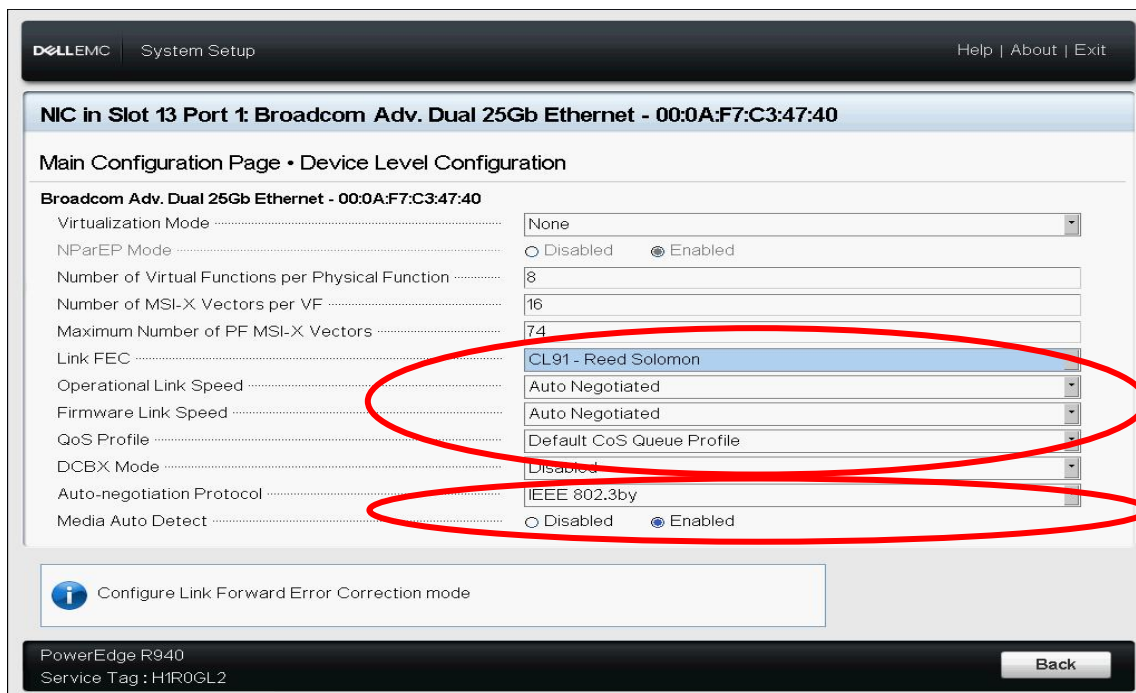 DELLEMC System Setup Help | About | Exit
NIC in Slot 13 Port 1: Broadcom Adv. Dual 25Gb Ethernet - 00:0A:F7:C3:47:40
Main Configuration Page • Device Level Configuration
Broadcom Adv. Dual 25Gb Ethernet - 00:0A:F7:C3:47:40
Virtualization Mode None
NParEP Mode Disabled Enabled
Number of Virtual Functions per Physical Function 8
Number of MSI-X Vectors per VF 16
Maximum Number of PF MSI-X Vectors 74
Link FEC CL91 - Reed Solomon
Operational Link Speed Auto Negotiated
Firmware Link Speed Auto Negotiated
QoS Profile Default CoS Queue Profile
DCBX Mode Disabled
Auto-negotiation Protocol IEEE 802.3by
Media Auto Detect Disabled Enabled
Configure Link Forward Error Correction mode
PowerEdge R940
Service Tag : H1R0GL2
Back